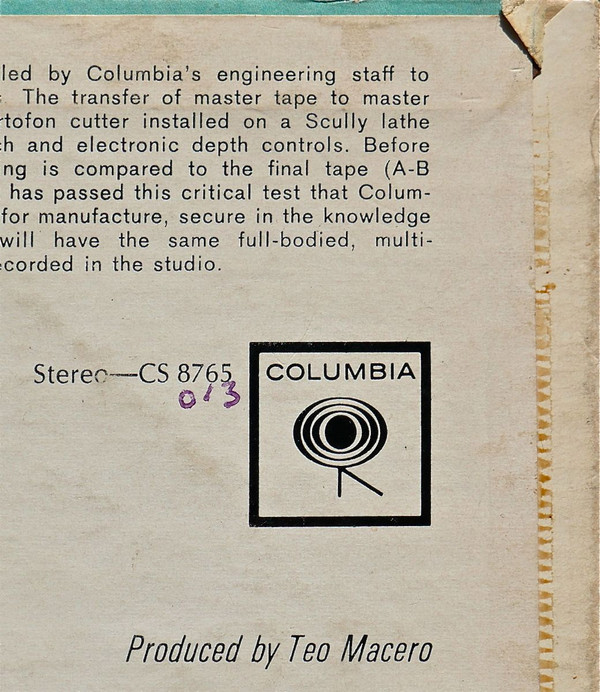 led by Columbia's engineering staff to
The transfer of master tape to master
rtofon cutter installed on a Scully lathe
ch and electronic depth controls. Before
ng is compared to the final tape (A-B
has passed this critical test that Colum-
for manufacture, secure in the knowledge
will have the same full-bodied, multi-
ecorded in the studio.
Stereo—CS 8765
013
COLUMBIA
Produced by Teo Macero